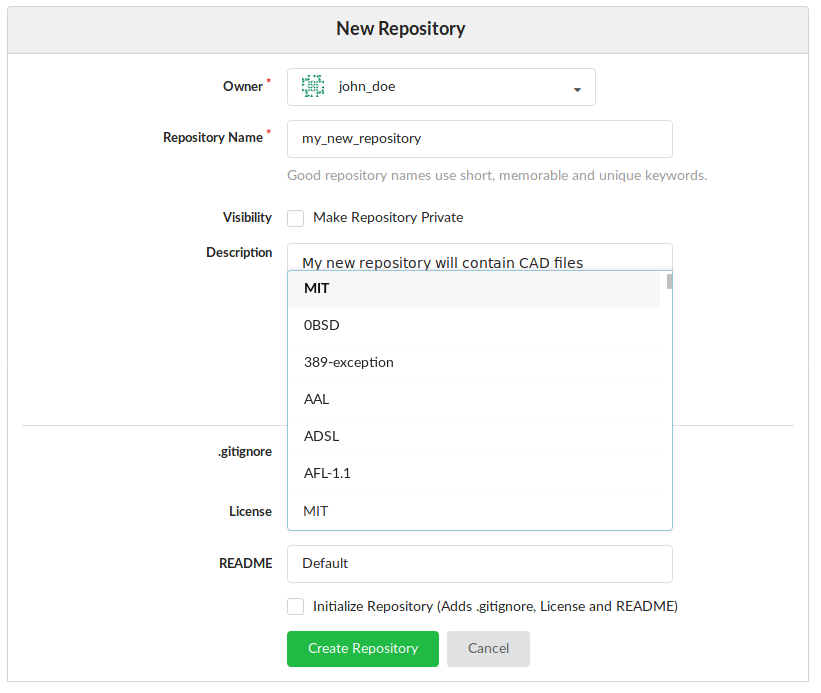 New Repository
Owner *
john_doe
Repository Name *
my_new_repository
Good repository names use short, memorable and unique keywords.
Visibility
Make Repository Private
Description
My new repository will contain CAD files
MIT
0BSD
389-exception
AAL
ADSL
.gitignore
AFL-1.1
License
MIT
README
Default
Initialize Repository (Adds .gitignore, License and README)
Create Repository
Cancel